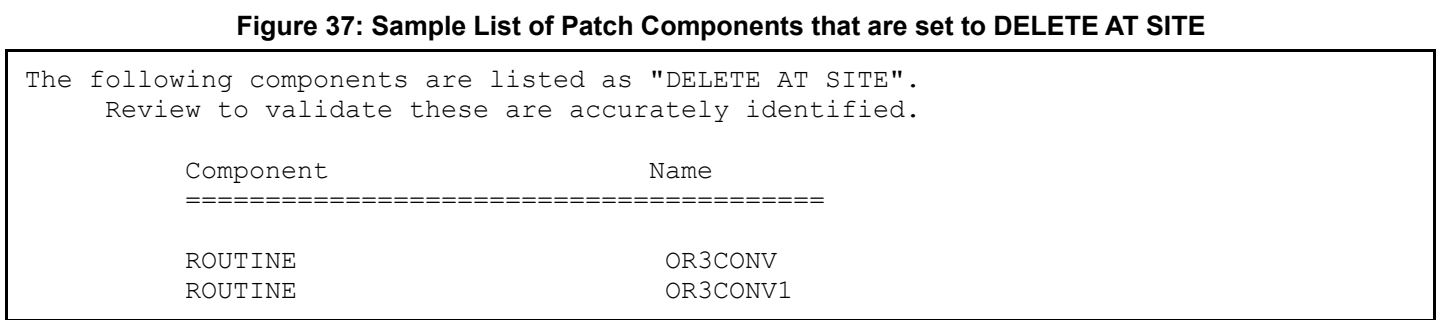 Figure 37: Sample List of Patch Components that are set to DELETE AT SITE
The following components are listed as "DELETE AT SITE".
Review to validate these are accurately identified.
Component Name
========================================
ROUTINE OR3CONV
ROUTINE OR3CONV1